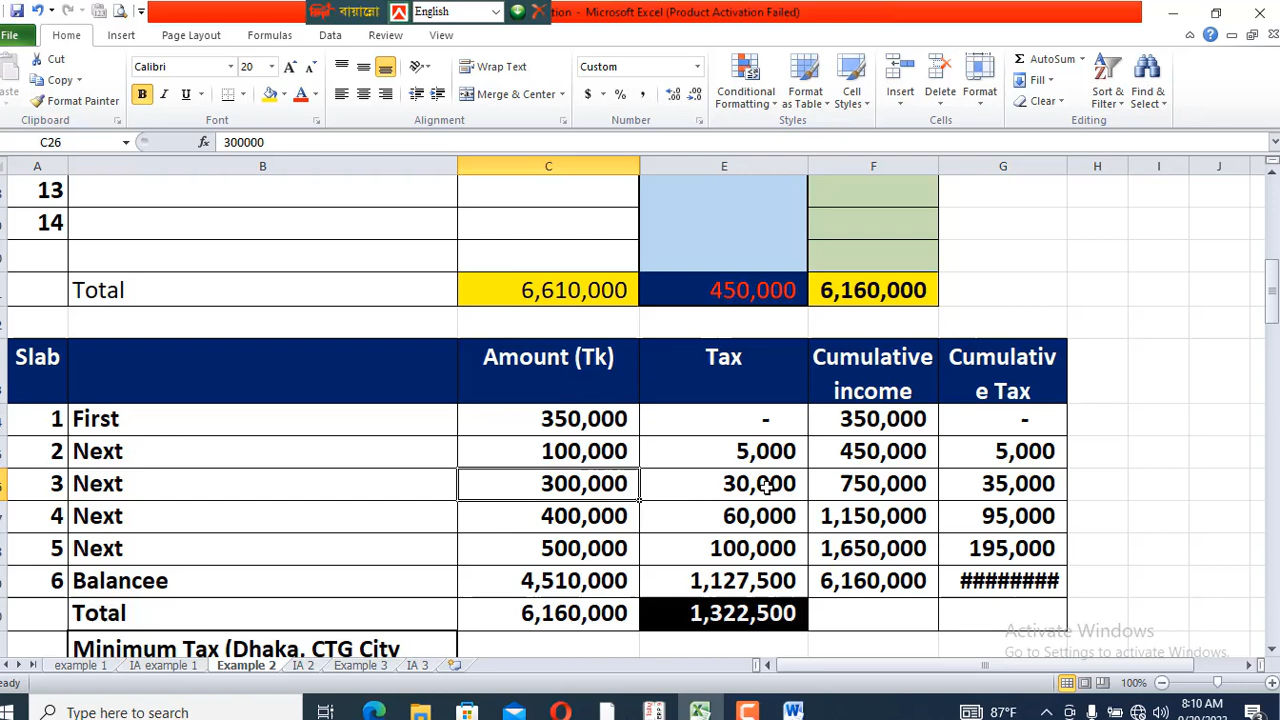 বায়ান্নো English tion - Microsoft Excel (Product Activation Failed)
File Home Insert Page Layout Formulas Data Review View
Cut Calibri 20 A A Wrap Text Custom AutoSum
Copy Fill
aste Format Painter B I U A Merge & Center $ % , Conditional Formatting Format as Table Cell Styles Insert Delete Format Clear Sort & Filter Find & Select
Clipboard Font Alignment Number Styles Cells Editing
C26 fx 300000
A B C E F G H I J
13
14
Total 6,610,000 450,000 6,160,000
Slab Amount (Tk) Tax Cumulative income Cumulativ e Tax
1 First 350,000 - 350,000 -
2 Next 100,000 5,000 450,000 5,000
3 Next 300,000 30,000 750,000 35,000
4 Next 400,000 60,000 1,150,000 95,000
5 Next 500,000 100,000 1,650,000 195,000
6 Balancee 4,510,000 1,127,500 6,160,000 ########
Total 6,160,000 1,322,500
Minimum Tax (Dhaka, CTG City
Activate Windows
Go to Settings to activate Windows.
example 1 IA example 1 Example 2 IA 2 Example 3 IA 3
eady 100%
Type here to search 87°F 8:10 AM